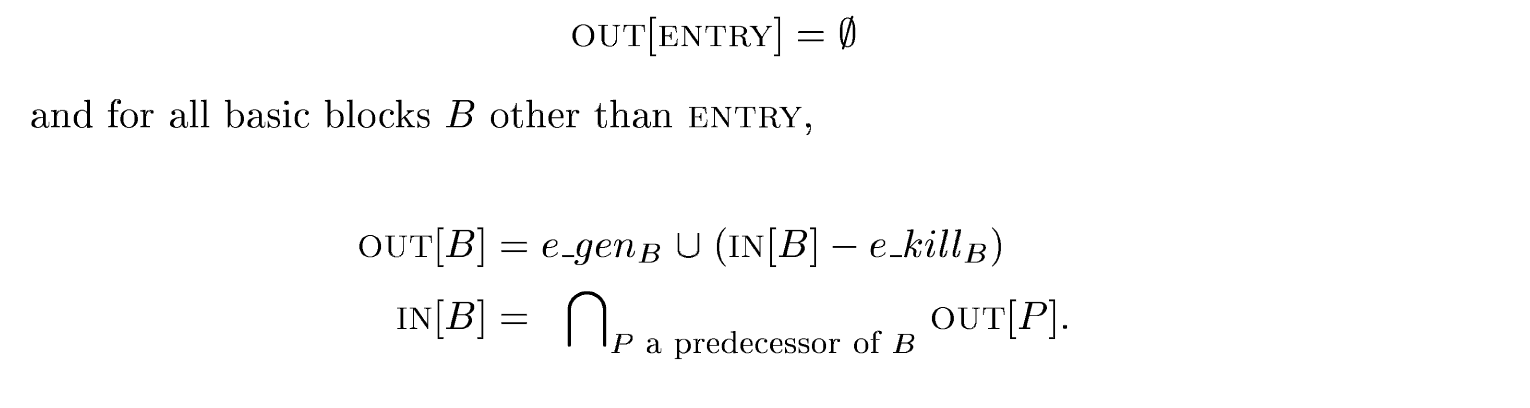 OUT[ENTRY] = ∅
and for all basic blocks B other than ENTRY,
OUT[B] = e_gen_B ∪ (IN[B] − e_kill_B)
IN[B] = ⋂_P a predecessor of B OUT[P].